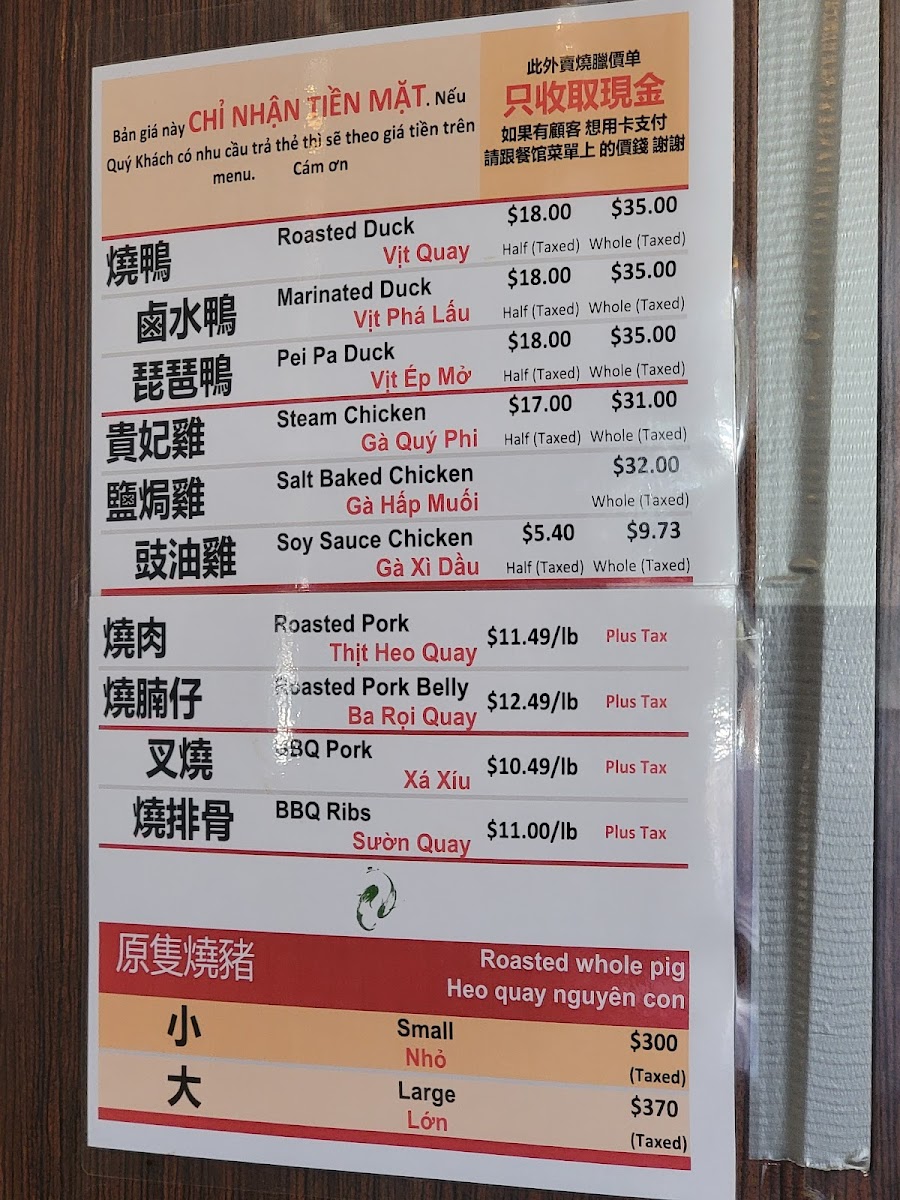 Bản giá này CHỈ NHẬN TIỀN MẶT. Nếu
Quý Khách có nhu cầu trả thẻ thì sẽ theo giá tiền trên
menu. Cám ơn
此外賣燒臘價单
只收取現金
如果有顧客 想用卡支付
請跟餐馆菜單上 的價錢 謝謝
燒鴨 Roasted Duck $18.00 $35.00
Vịt Quay Half (Taxed) Whole (Taxed)
鹵水鴨 Marinated Duck $18.00 $35.00
Vịt Phá Lấu Half (Taxed) Whole (Taxed)
琵琶鴨 Pei Pa Duck $18.00 $35.00
Vịt Ép Mở Half (Taxed) Whole (Taxed)
貴妃雞 Steam Chicken $17.00 $31.00
Gà Quý Phi Half (Taxed) Whole (Taxed)
鹽焗雞 Salt Baked Chicken $32.00
Gà Hấp Muối Whole (Taxed)
豉油雞 Soy Sauce Chicken $5.40 $9.73
Gà Xì Dầu Half (Taxed) Whole (Taxed)
燒肉 Roasted Pork $11.49/lb Plus Tax
Thịt Heo Quay
燒腩仔 Roasted Pork Belly $12.49/lb Plus Tax
Ba Rọi Quay
叉燒 BBQ Pork $10.49/lb Plus Tax
Xá Xíu
燒排骨 BBQ Ribs $11.00/lb Plus Tax
Sườn Quay
原隻燒豬 Roasted whole pig
Heo quay nguyên con
小 Small $300
Nhỏ (Taxed)
大 Large $370
Lớn (Taxed)